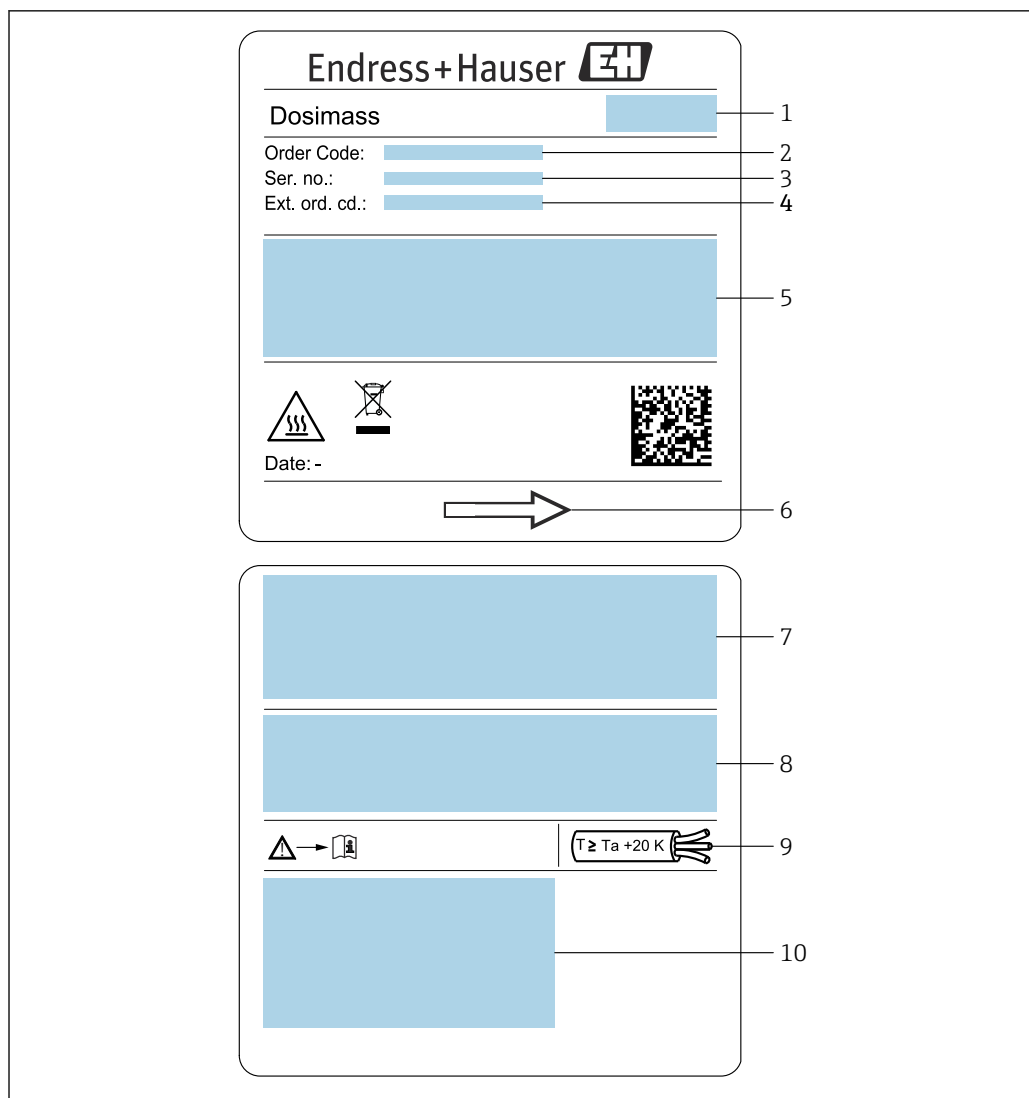 Endress+Hauser EH
Dosimass
1
Order Code:
2
Ser. no.:
3
Ext. ord. cd.:
4
5
Date: -
6
7
8
T ≥ Ta +20 K
9
10